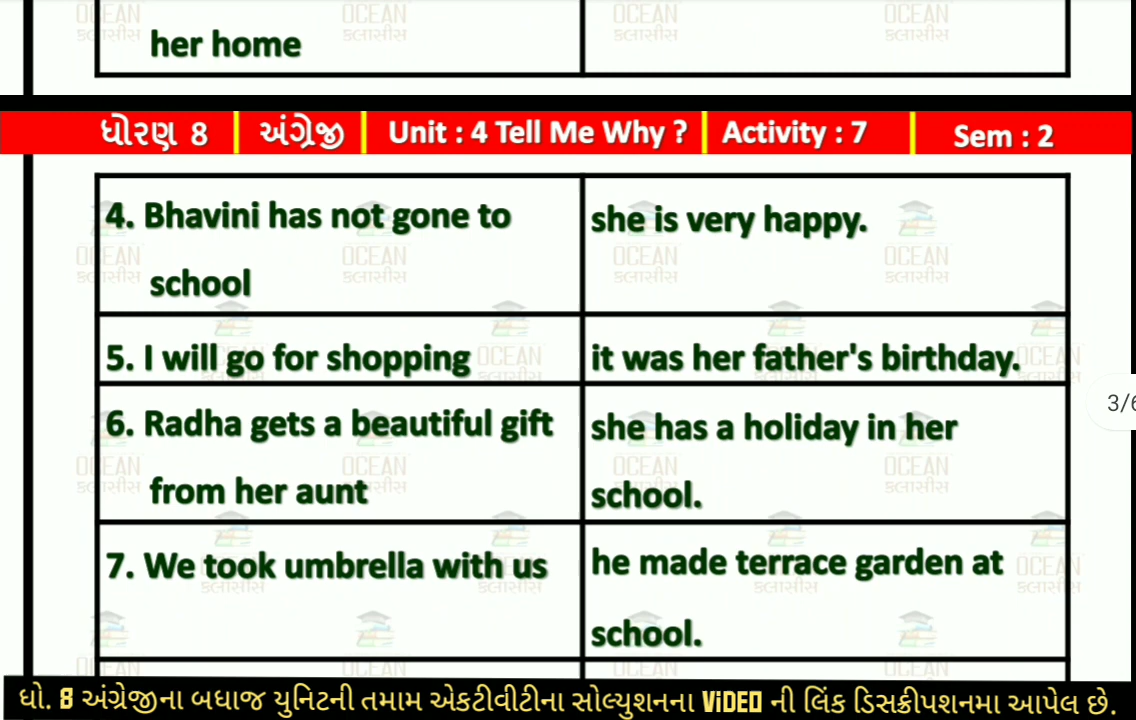 her home
ધોરણ 8 અંગ્રેજી Unit : 4 Tell Me Why ? Activity : 7 Sem : 2
4. Bhavini has not gone to
school
she is very happy.
5. I will go for shopping
it was her father's birthday.
6. Radha gets a beautiful gift
from her aunt
she has a holiday in her
school.
7. We took umbrella with us
he made terrace garden at
school.
3/6
ધો. 8 અંગ્રેજીના બધાજ યુનિટની તમામ એકટીવીટીના સોલ્યુશનના ViDEO ની લિંક ડિસક્રીપશનમા આપેલ છે.
OCEAN
કલાસીસ